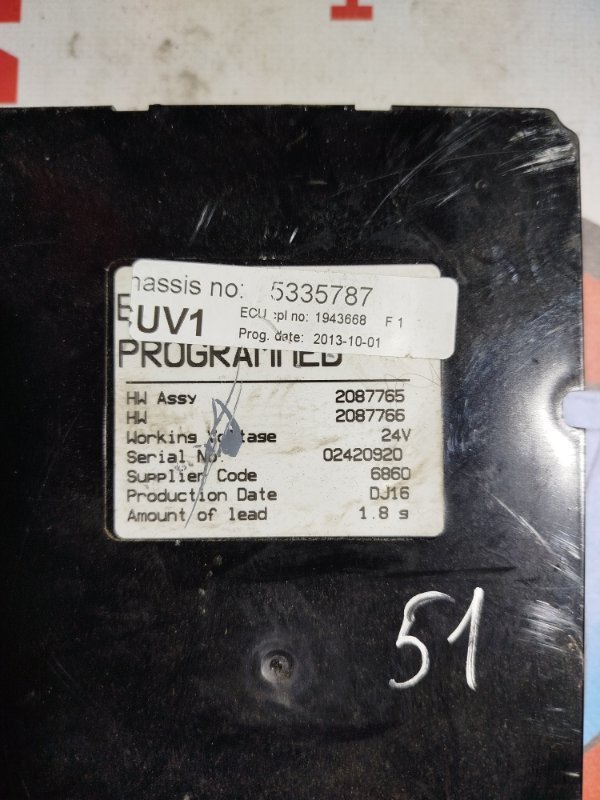 hassis no: 5335787
UV1 ECU cpl no: 1943668 F 1
Prog. date: 2013-10-01
PROGRAMMED
HW Assy 2087765
HW 2087766
Working Voltage 24V
Serial No. 02420920
Supplier Code 6860
Production Date DJ16
Amount of lead 1.8 g
51